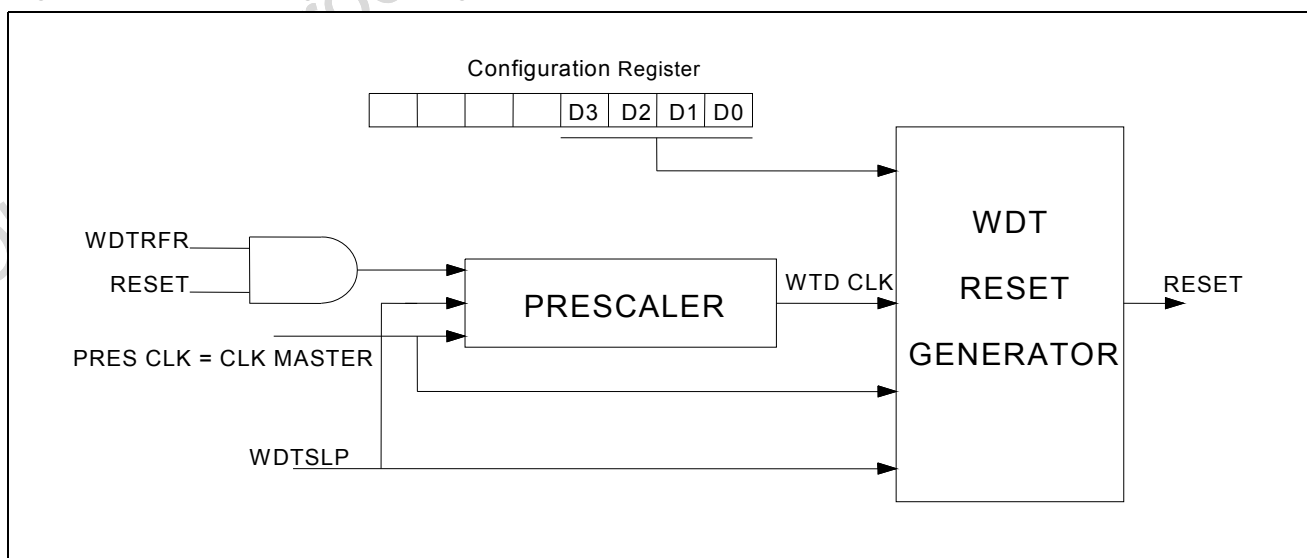 Configuration Register
D3 D2 D1 D0
WDT
RESET
GENERATOR
WDTRFR
RESET
PRESCALER
WTD CLK
RESET
PRES CLK = CLK MASTER
WDTSLP